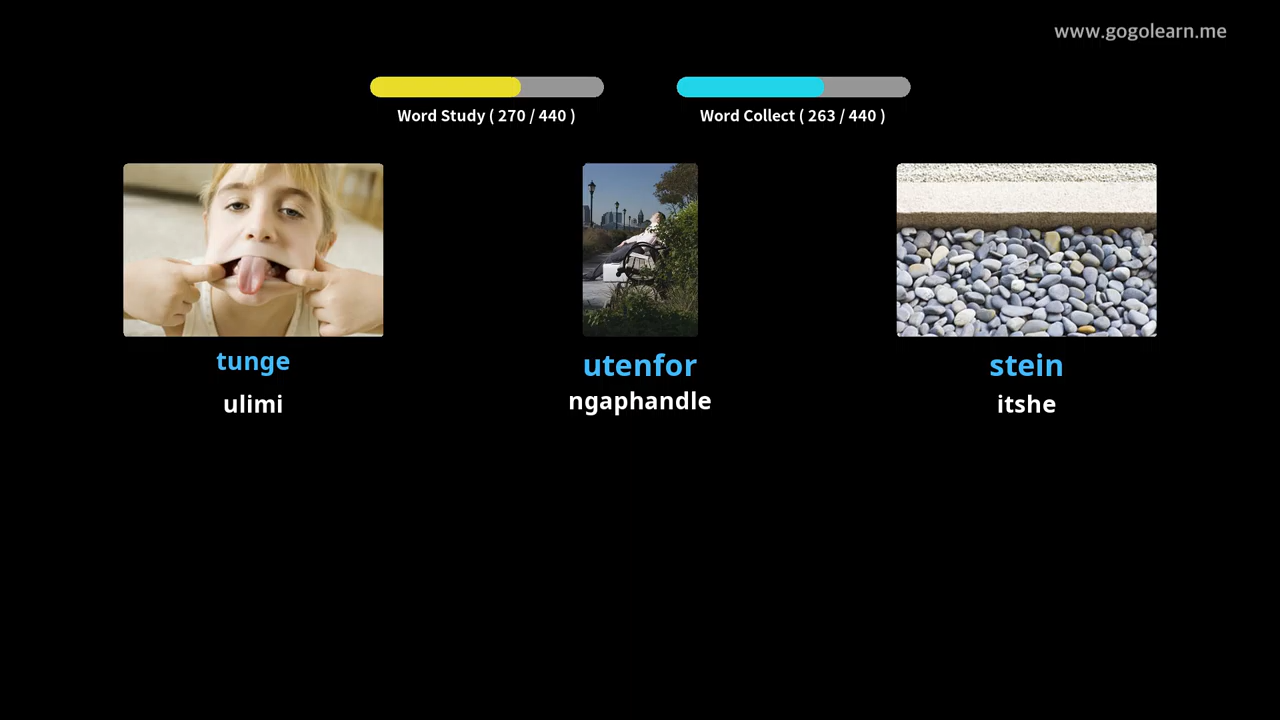 www.gogolearn.me
Word Study ( 270 / 440 )
Word Collect ( 263 / 440 )
tunge
utenfor
stein
ulimi
ngaphandle
itshe